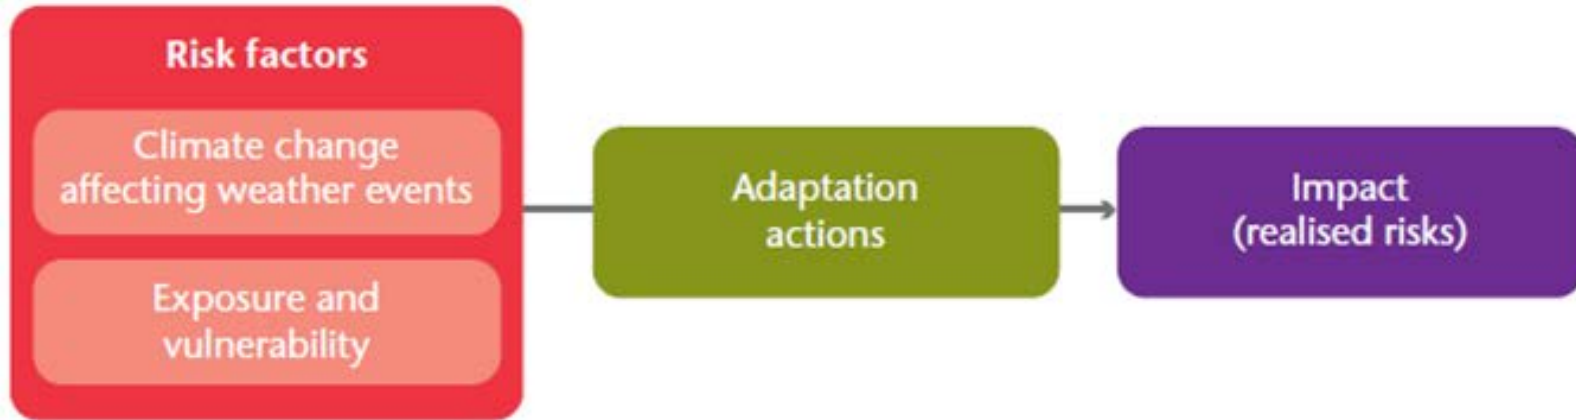 Risk factors
Climate change
affecting weather events
Exposure and
vulnerability
Adaptation
actions
Impact
(realised risks)